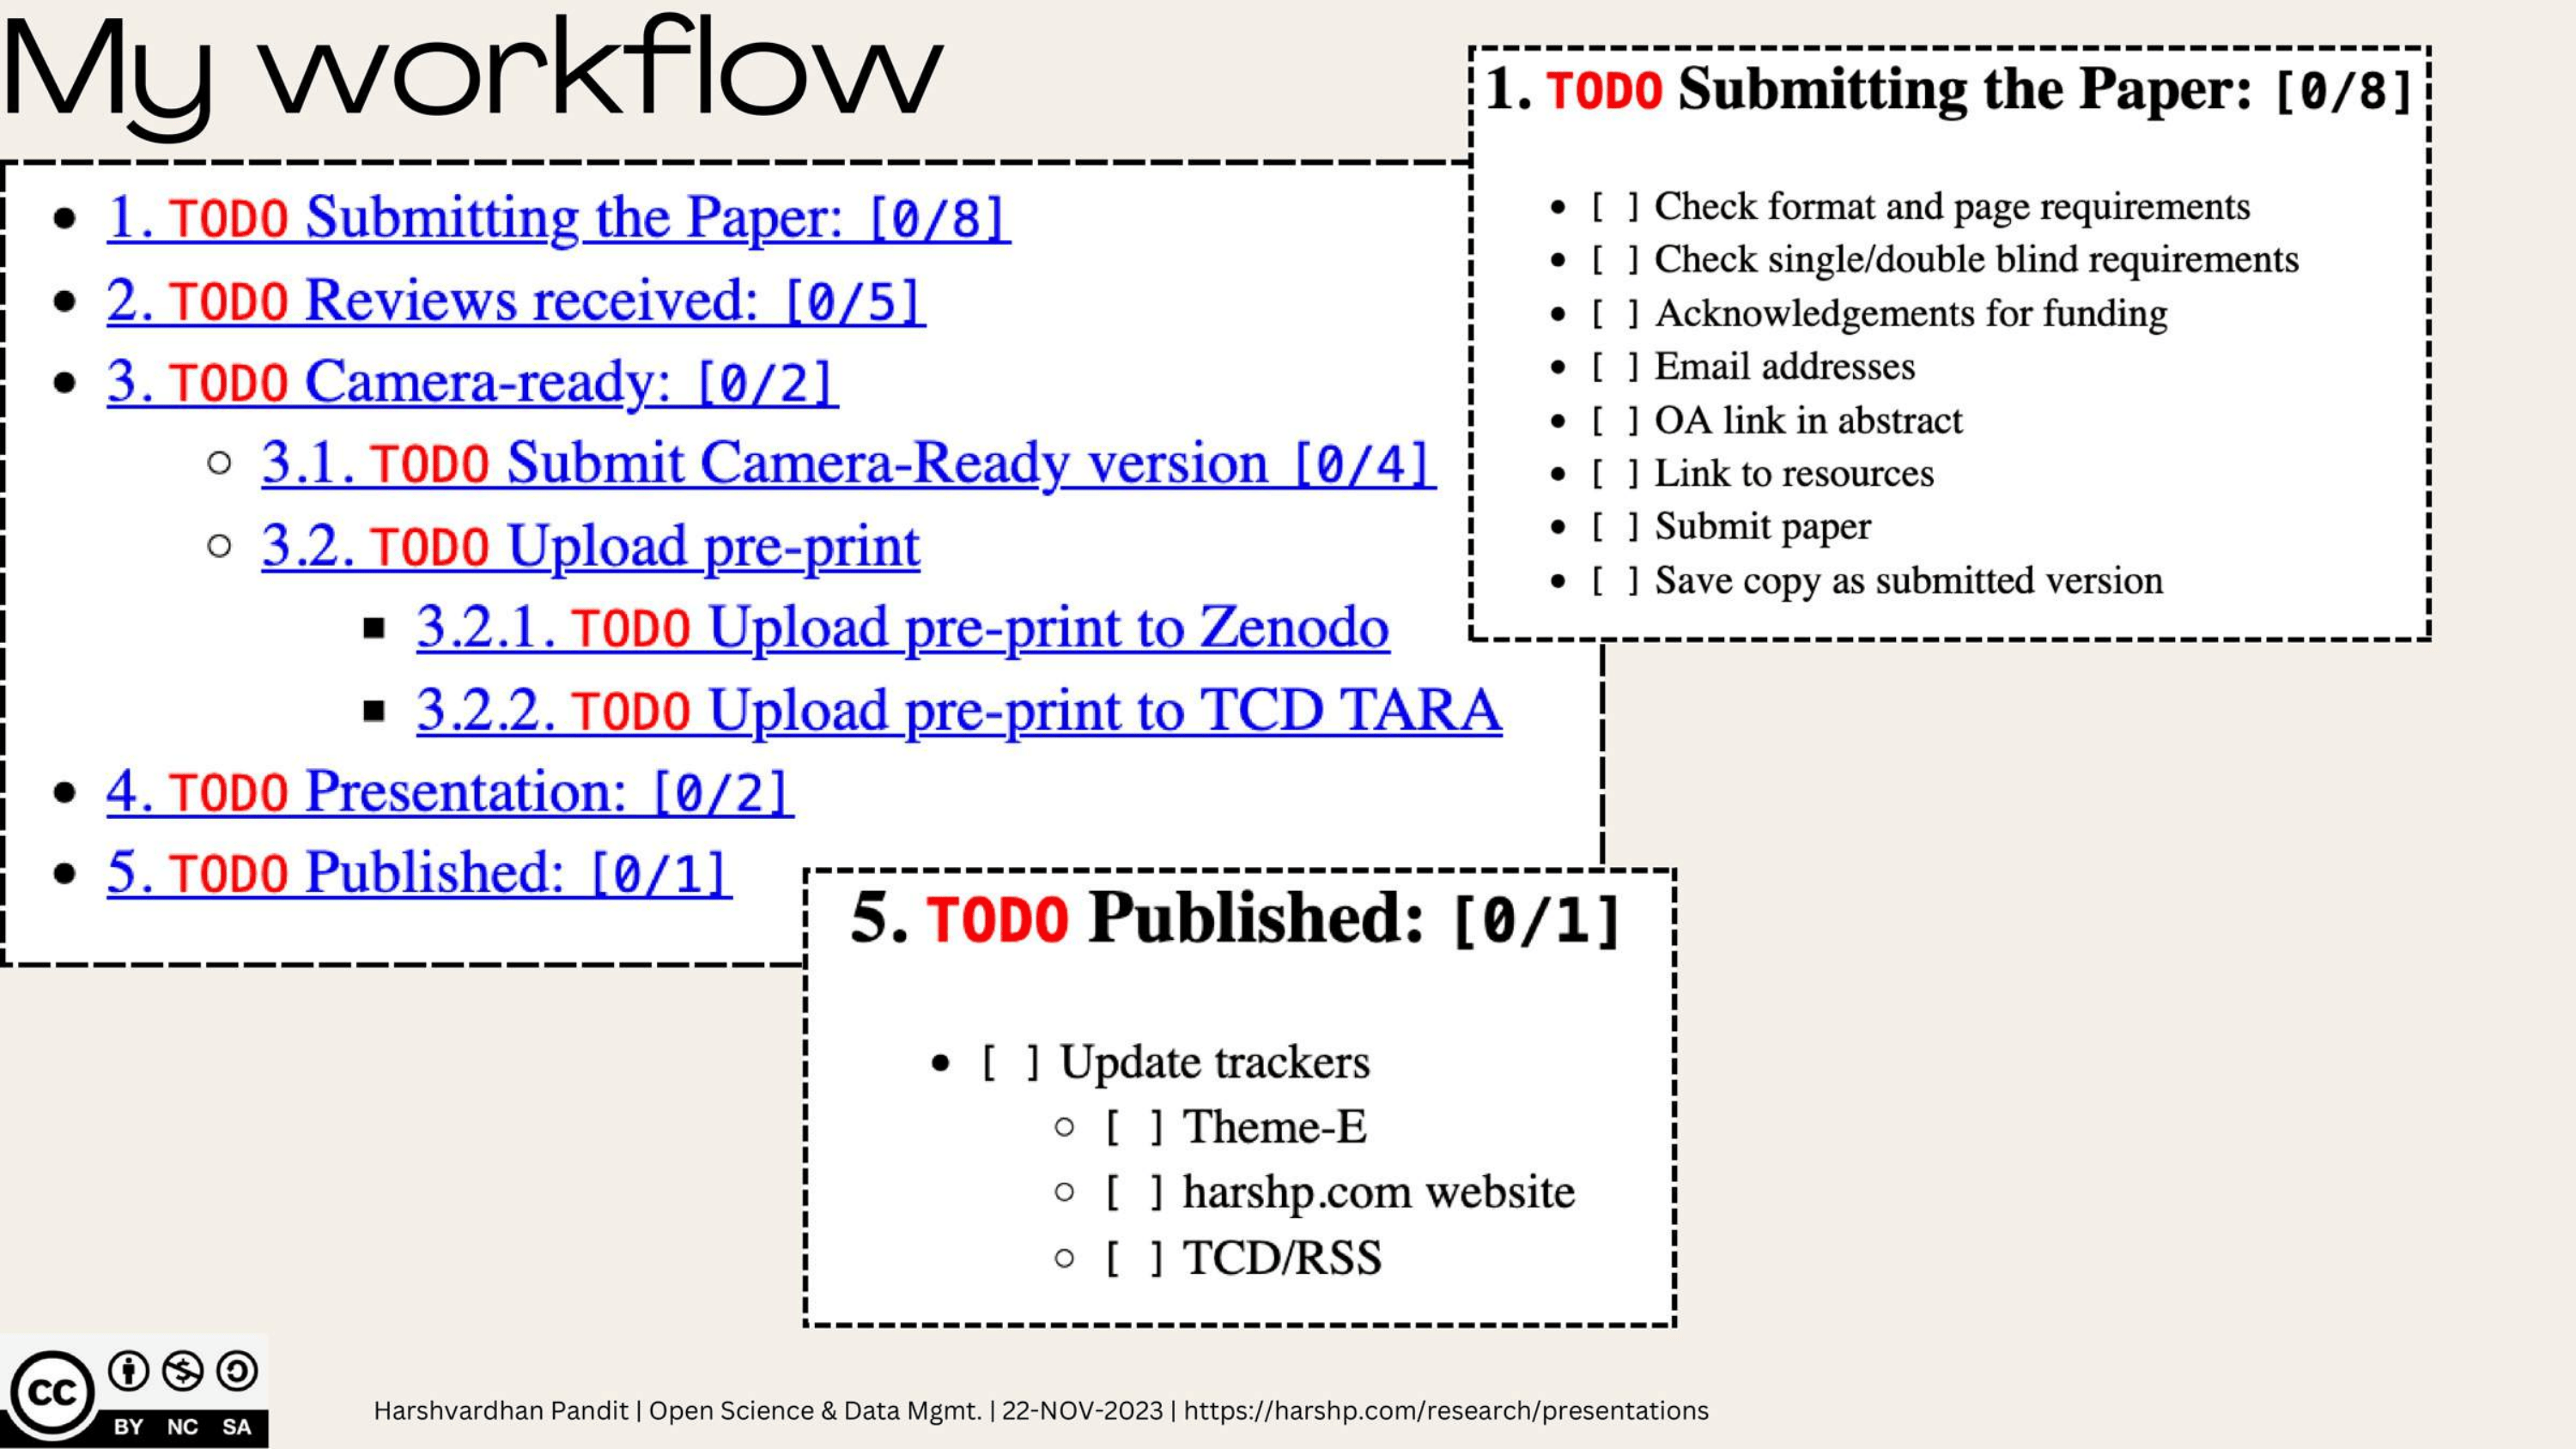 My workflow
1. TODO Submitting the Paper: [0/8]
2. TODO Reviews received: [0/5]
3. TODO Camera-ready: [0/2]
3.1. TODO Submit Camera-Ready version [0/4]
3.2. TODO Upload pre-print
3.2.1. TODO Upload pre-print to Zenodo
3.2.2. TODO Upload pre-print to TCD TARA
4. TODO Presentation: [0/2]
5. TODO Published: [0/1]
1. TODO Submitting the Paper: [0/8]
[ ] Check format and page requirements
[ ] Check single/double blind requirements
[ ] Acknowledgements for funding
[ ] Email addresses
[ ] OA link in abstract
[ ] Link to resources
[ ] Submit paper
[ ] Save copy as submitted version
5. TODO Published: [0/1]
[ ] Update trackers
[ ] Theme-E
[ ] harshp.com website
[ ] TCD/RSS
CC
BY NC SA
Harshvardhan Pandit | Open Science & Data Mgmt. | 22-NOV-2023 | https://harshp.com/research/presentations